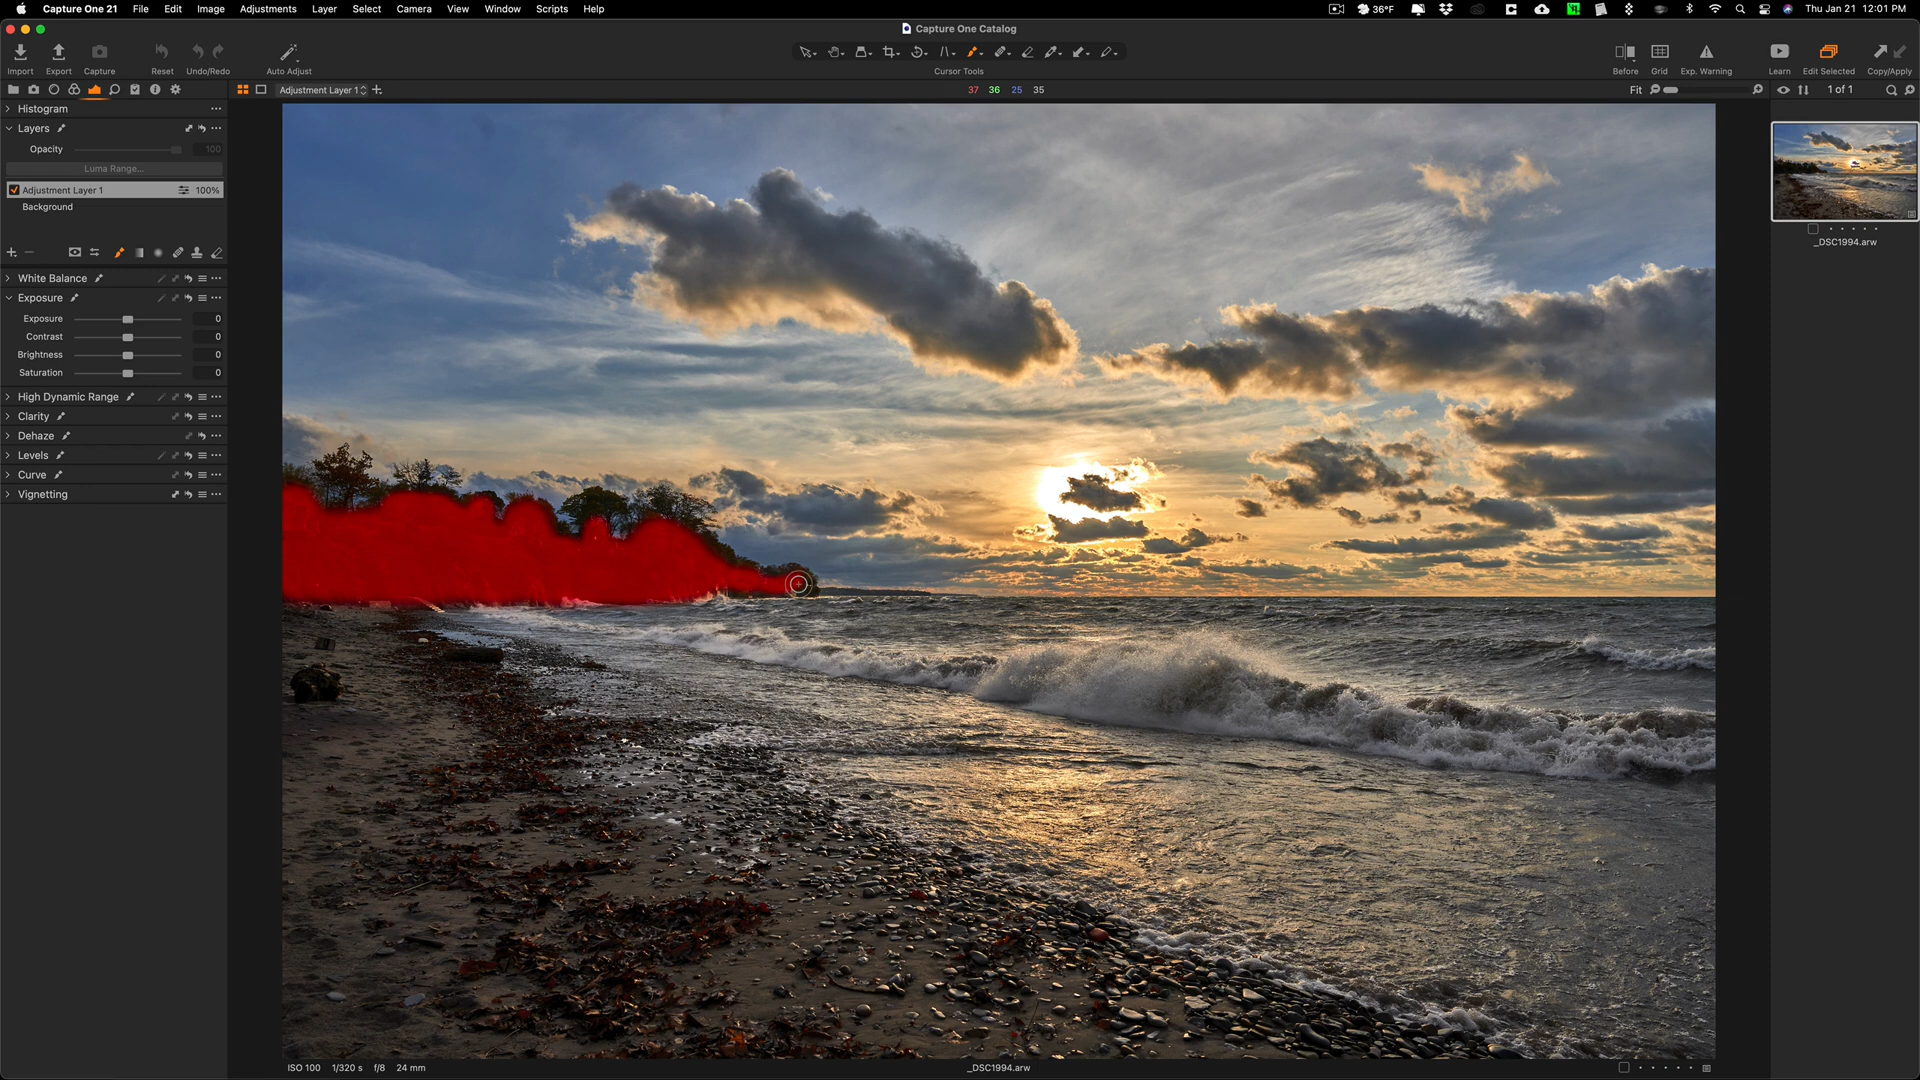 Capture One 21 File Edit Image Adjustments Layer Select Camera View Window Scripts Help 36°F Thu Jan 21 12:01 PM
Capture One Catalog
Import Export Capture Reset Undo/Redo Auto Adjust Cursor Tools Before Grid Exp. Warning Learn Edit Selected Copy/Apply
Adjustment Layer 1 37 36 25 35 Fit 1 of 1
Histogram
Layers
Opacity 100
Luma Range...
Adjustment Layer 1 100%
Background
White Balance
Exposure
Exposure 0
Contrast 0
Brightness 0
Saturation 0
High Dynamic Range
Clarity
Dehaze
Levels
Curve
Vignetting
_DSC1994.arw
ISO 100 1/320 s f/8 24 mm _DSC1994.arw